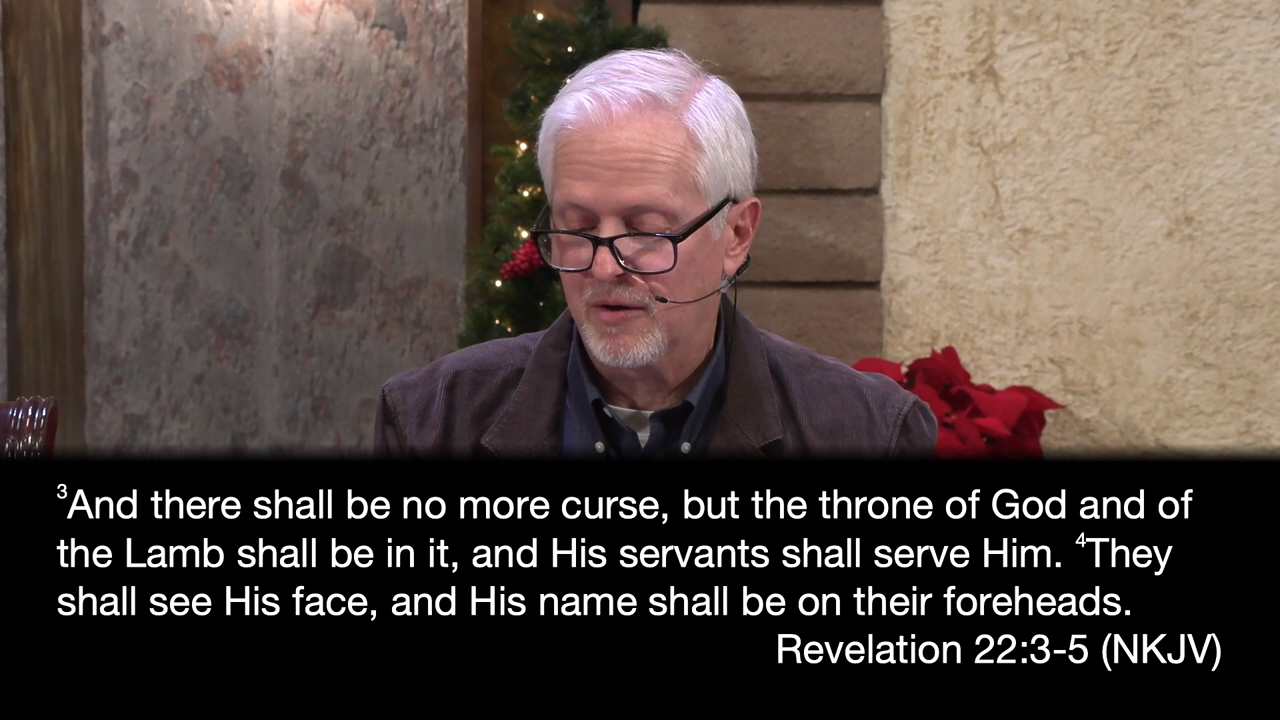 ³And there shall be no more curse, but the throne of God and of
the Lamb shall be in it, and His servants shall serve Him. ⁴They
shall see His face, and His name shall be on their foreheads.
Revelation 22:3-5 (NKJV)